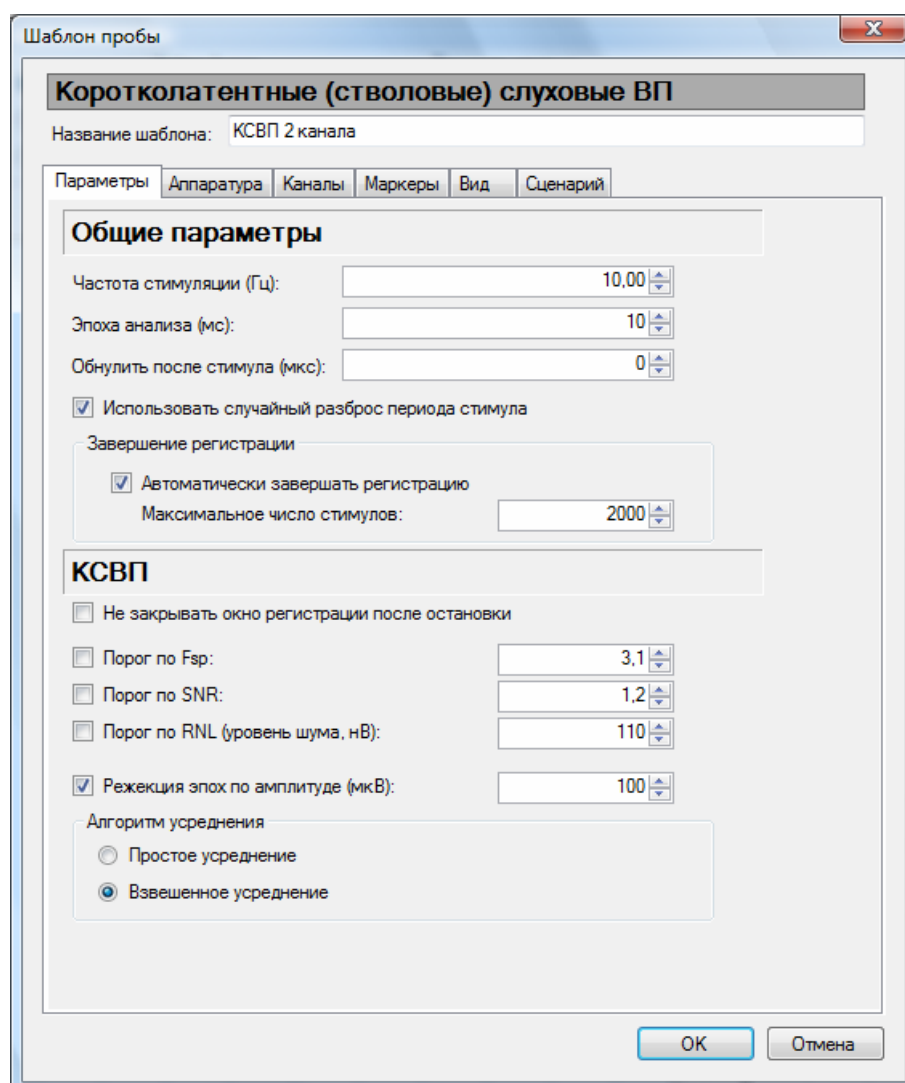 Шаблон пробы
Коротколатентные (стволовые) слуховые ВП
Название шаблона: КСВП 2 канала
Параметры Аппаратура Каналы Маркеры Вид Сценарий
Общие параметры
Частота стимуляции (Гц): 10,00
Эпоха анализа (мс): 10
Обнулить после стимула (мкс): 0
Использовать случайный разброс периода стимула
Завершение регистрации
Автоматически завершать регистрацию
Максимальное число стимулов: 2000
КСВП
Не закрывать окно регистрации после остановки
Порог по Fsp: 3,1
Порог по SNR: 1,2
Порог по RNL (уровень шума, нВ): 110
Режекция эпох по амплитуде (мкВ): 100
Алгоритм усреднения
Простое усреднение
Взвешенное усреднение
OK Отмена